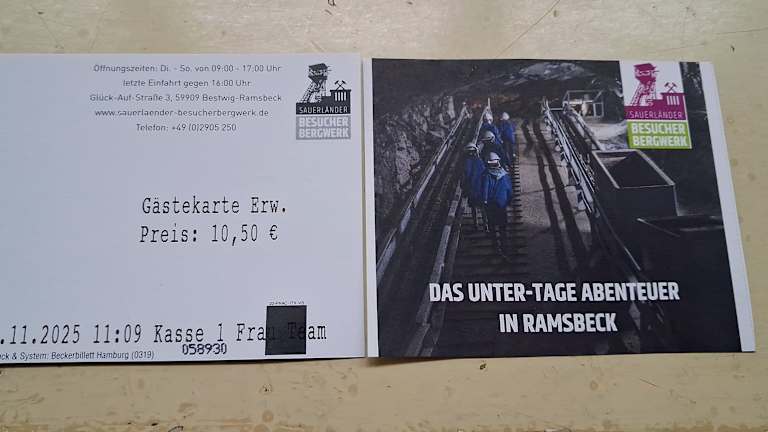 Öffnungszeiten: Di. - So. von 09:00 - 17:00 Uhr
letzte Einfahrt gegen 16:00 Uhr
Glück-Auf-Straße 3, 59909 Bestwig-Ramsbeck
www.sauerlaender-besucherbergwerk.de
Telefon: +49 (0)2905 250
SAUERLÄNDER
BESUCHER
BERGWERK
Gästekarte Erw.
Preis: 10,50 €
.11.2025 11:09 Kasse 1 Frau Team
058930
ck & System: Beckerbillett Hamburg (0319)
SAUERLÄNDER
BESUCHER
BERGWERK
DAS UNTER-TAGE ABENTEUER
IN RAMSBECK